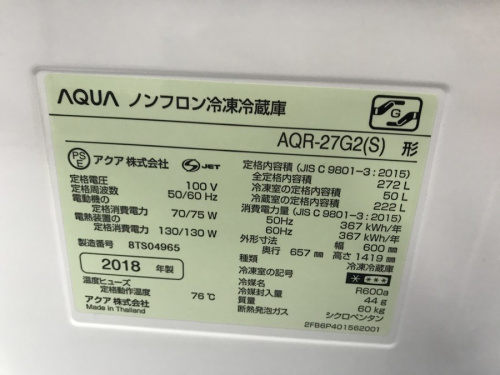 AQUA ノンフロン冷凍冷蔵庫
G
AQR-27G2(S) 形
PS E アクア株式会社 S JET
定格電圧 100 V
定格周波数 50/60 Hz
電動機の
定格消費電力 70/75 W
電熱装置の
定格消費電力 130/130 W
製造番号 8TS04965
2018 年製
温度ヒューズ
定格動作温度 76℃
アクア株式会社
Made in Thailand
定格内容積 (JIS C 9801-3:2015)
全定格内容積 272 L
冷凍室の定格内容積 50 L
冷蔵室の定格内容積 222 L
消費電力量 (JIS C 9801-3:2015)
50Hz 367 kWh/年
60Hz 367 kWh/年
外形寸法 幅 600 mm
奥行 657 mm 高さ 1419 mm
種類 冷凍冷蔵庫
冷凍室の記号
冷媒名 R600a
冷媒封入量 44 g
質量 60 kg
断熱発泡ガス シクロペンタン
2FB6P401562001